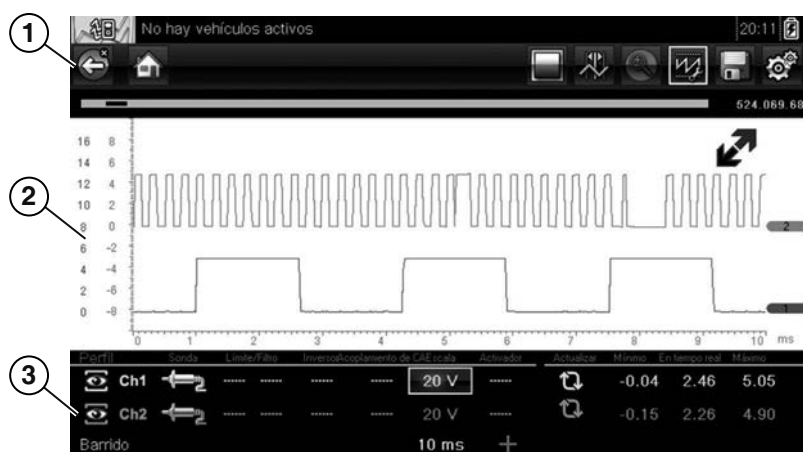 1
No hay vehículos activos
20:11
524.069.68
16 8
14 6
12 4
10 2
8 0
6 -2
4 -4
2 -6
0 -8
2
1
0 1 2 3 4 5 6 7 8 9 10 ms
2
3
Perfil Sonda Límite/Filtro Inverso Acoplamiento de CA Escala Activador Actualizar Mínimo En tiempo real Máximo
Ch1 ------ ------ ------ ------ 20 V ------ -0.04 2.46 5.05
Ch2 ------ ------ ------ ------ 20 V ------ -0.15 2.26 4.90
Barrido 10 ms +